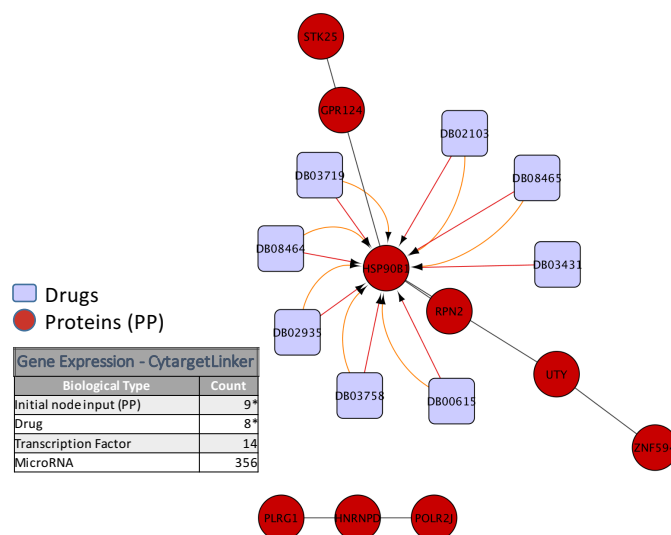 STK25
GPR124
DB02103
DB03719
DB08465
DB08464
HSP90B1
DB03431
Drugs
RPN2
Proteins (PP)
DB02935
Gene Expression - CytargetLinker
UTY
Biological Type Count
DB03758
DB00615
Initial node input (PP) 9*
Drug 8*
Transcription Factor 14
MicroRNA 356
PLRG1
HNRNPD
POLR2J